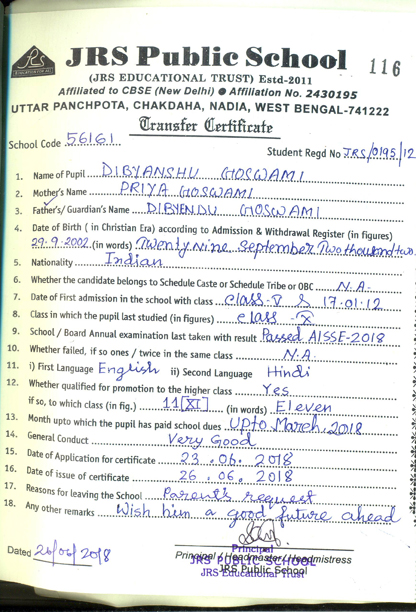 JRS Public School
116
(JRS EDUCATIONAL TRUST) Estd-2011
Affiliated to CBSE (New Delhi) ● Affiliation No. 2430195
UTTAR PANCHPOTA, CHAKDAHA, NADIA, WEST BENGAL-741222
Transfer Certificate
School Code 56161
Student Regd No JRS/0195/12
1. Name of Pupil DIBYANSHU GOSWAMI
2. Mother's Name PRIYA GOSWAMI
3. Father's/ Guardian's Name DIBYENDU GOSWAMI
4. Date of Birth ( in Christian Era) according to Admission & Withdrawal Register (in figures)
29.9.2002 (in words) Twenty Nine September Two thousand two
5. Nationality Indian
6. Whether the candidate belongs to Schedule Caste or Schedule Tribe or OBC N.A.
7. Date of First admission in the school with class Class-V & 17.01.12
8. Class in which the pupil last studied (in figures) class-X
9. School / Board Annual examination last taken with result Passed AISSE-2018
10. Whether failed, if so ones / twice in the same class N.A.
11. i) First Language English ii) Second Language Hindi
12. Whether qualified for promotion to the higher class Yes
if so, to which class (in fig.) 11[XI] (in words) Eleven
13. Month upto which the pupil has paid school dues Upto March, 2018
14. General Conduct Very Good
15. Date of Application for certificate 23.06.2018
16. Date of issue of certificate 26.06.2018
17. Reasons for leaving the School Parent's request
18. Any other remarks Wish him a good future ahead
Dated 26/06/2018
Principal
Principal / Headmaster / Headmistress
JRS PUBLIC SCHOOL
JRS Public School
JRS Educational Trust